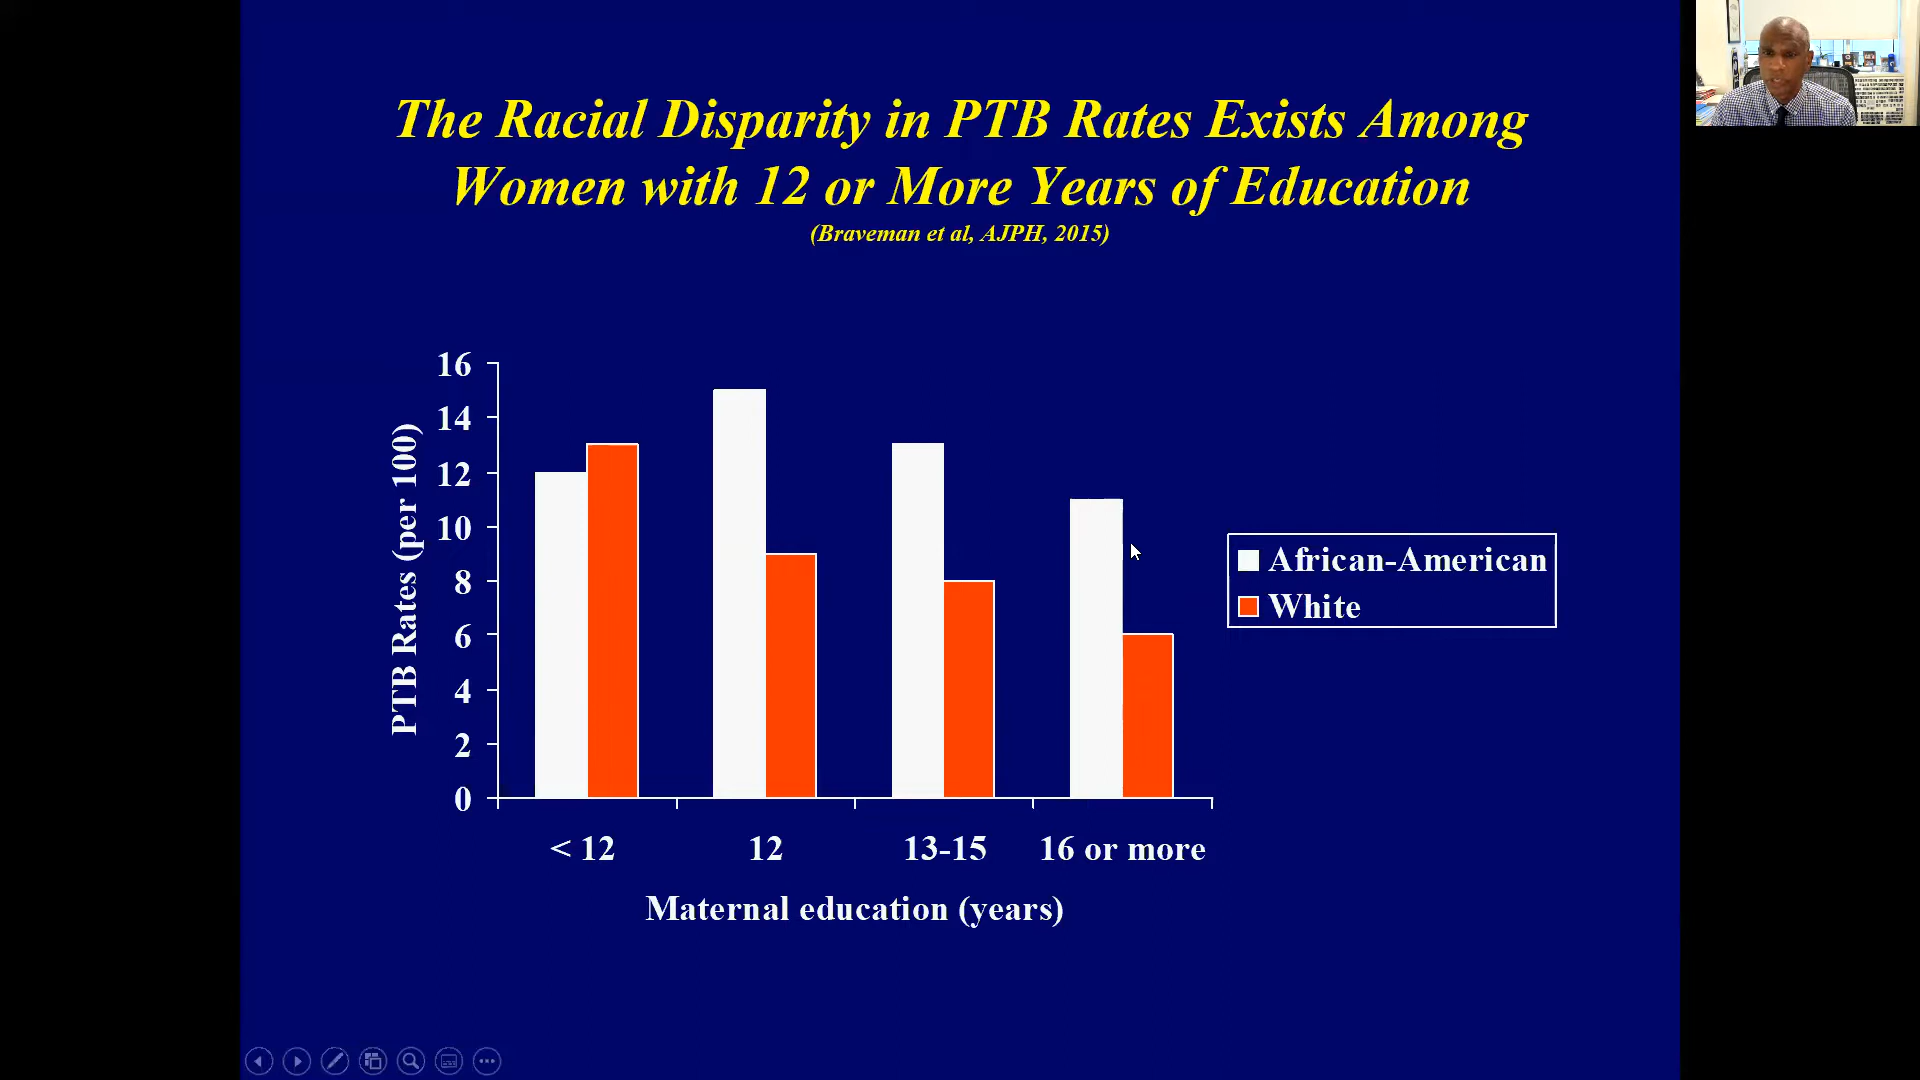 The Racial Disparity in PTB Rates Exists Among
Women with 12 or More Years of Education
(Braveman et al, AJPH, 2015)
PTB Rates (per 100)
16
14
12
10
8
6
4
2
0
< 12
12
13-15
16 or more
Maternal education (years)
African-American
White